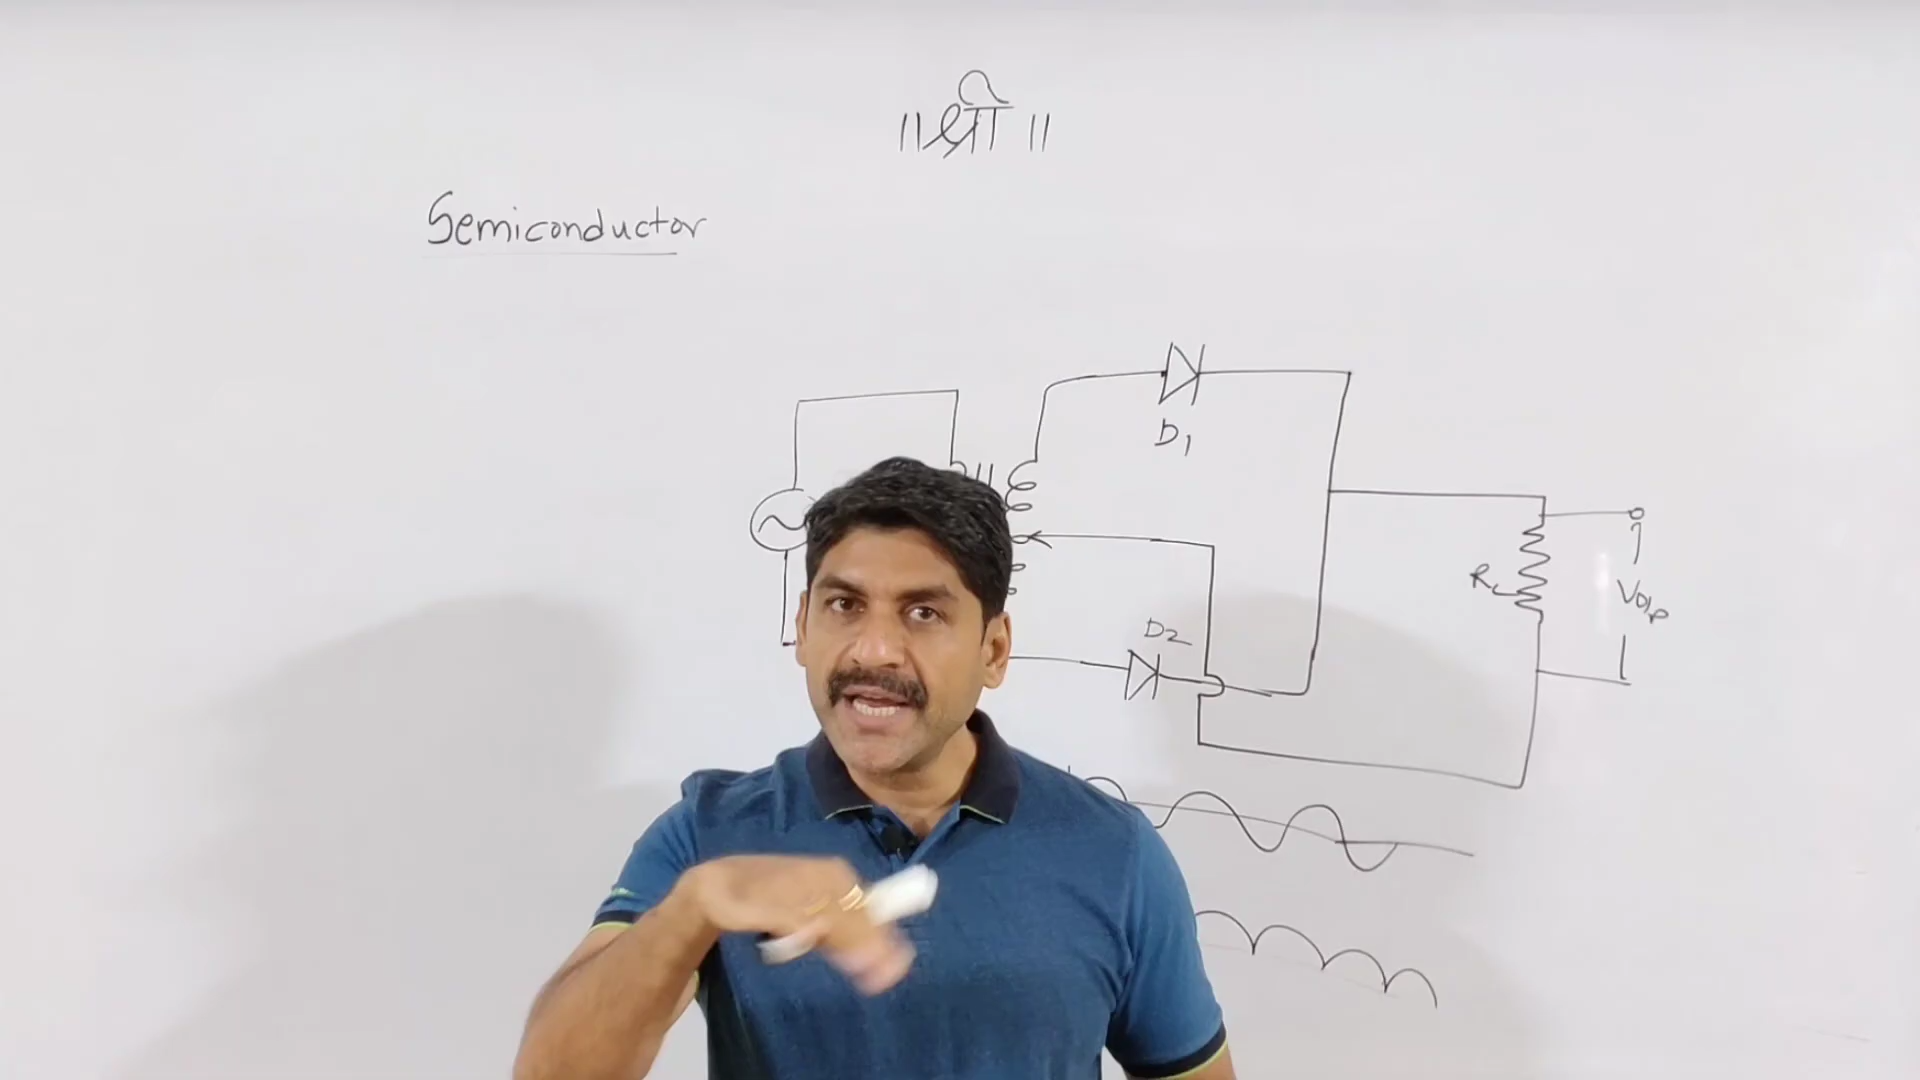 ॥ श्री ॥
Semiconductor
D1
D2
RL
Vo/p